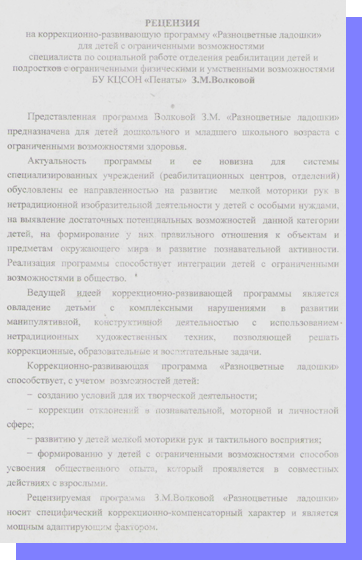 РЕЦЕНЗИЯ
на коррекционно-развивающую программу «Разноцветные ладошки»
для детей с ограниченными возможностями
специалиста по социальной работе отделения реабилитации детей и
подростков с ограниченными физическими и умственными возможностями
БУ КЦСОН «Пенаты» З.М.Волковой
Представленная программа Волковой З.М. «Разноцветные ладошки»
предназначена для детей дошкольного и младшего школьного возраста с
ограниченными возможностями здоровья.
Актуальность программы и ее новизна для системы
специализированных учреждений (реабилитационных центров, отделений)
обусловлены ее направленностью на развитие мелкой моторики рук в
нетрадиционной изобразительной деятельности у детей с особыми нуждами,
на выявление достаточных потенциальных возможностей данной категории
детей, на формирование у них правильного отношения к объектам и
предметам окружающего мира и развитие познавательной активности.
Реализация программы способствует интеграции детей с ограниченными
возможностями в общество.
Ведущей идеей коррекционно-развивающей программы является
овладение детьми с комплексными нарушениями в развитии
манипулятивной, конструктивной деятельностью с использованием
нетрадиционных художественных техник, позволяющей решать
коррекционные, образовательные и воспитательные задачи.
Коррекционно-развивающая программа «Разноцветные ладошки»
способствует, с учетом возможностей детей:
− созданию условий для их творческой деятельности;
− коррекции отклонений в познавательной, моторной и личностной
сфере;
− развитию у детей мелкой моторики рук и тактильного восприятия;
− формированию у детей с ограниченными возможностями способов
усвоения общественного опыта, который проявляется в совместных
действиях с взрослыми.
Рецензируемая программа З.М.Волковой «Разноцветные ладошки»
носит специфический коррекционно-компенсаторный характер и является
мощным адаптирующим фактором.